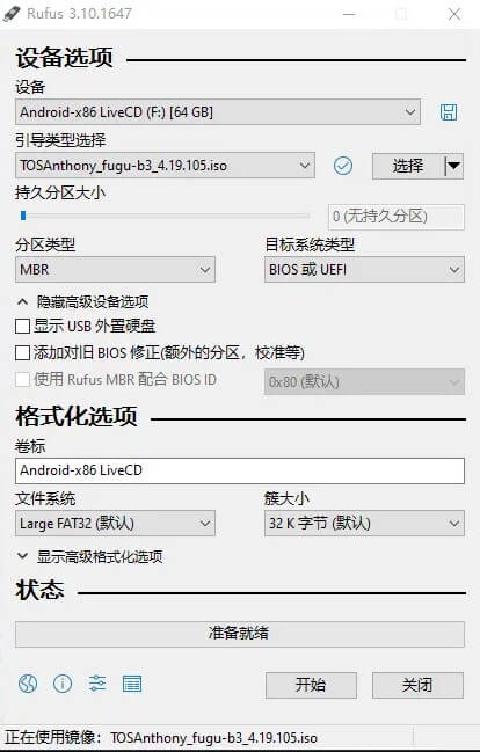 Rufus 3.10.1647
设备选项
设备
Android-x86 LiveCD (F:) [64 GB]
引导类型选择
TOSAnthony_fugu-b3_4.19.105.iso
选择
持久分区大小
0 (无持久分区)
分区类型 目标系统类型
MBR BIOS 或 UEFI
隐藏高级设备选项
显示 USB 外置硬盘
添加对旧 BIOS 修正(额外的分区，校准等)
使用 Rufus MBR 配合 BIOS ID 0x80 (默认)
格式化选项
卷标
Android-x86 LiveCD
文件系统 簇大小
Large FAT32 (默认) 32 K 字节 (默认)
显示高级格式化选项
状态
准备就绪
开始 关闭
正在使用镜像：TOSAnthony_fugu-b3_4.19.105.iso